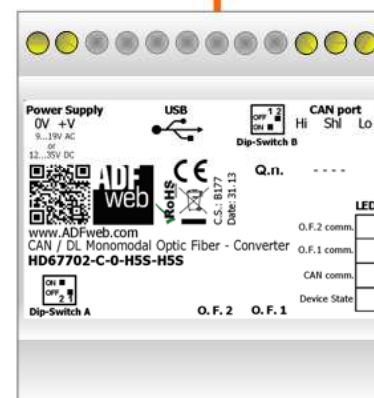 Power Supply
0V +V
9...19V AC
or
12...35V DC
USB
1 2
OFF
ON
Dip-Switch B
CAN port
Hi Shl Lo
ADF
web
RoHS
CE
C.S.: B177
Date: 31.13
Q.n. - - - -
www.ADFweb.com
CAN / DL Monomodal Optic Fiber - Converter
HD67702-C-0-H5S-H5S
LED
O.F.2 comm.
O.F.1 comm.
CAN comm.
Device State
ON
OFF
2 1
Dip-Switch A
O.F.2 O.F.1